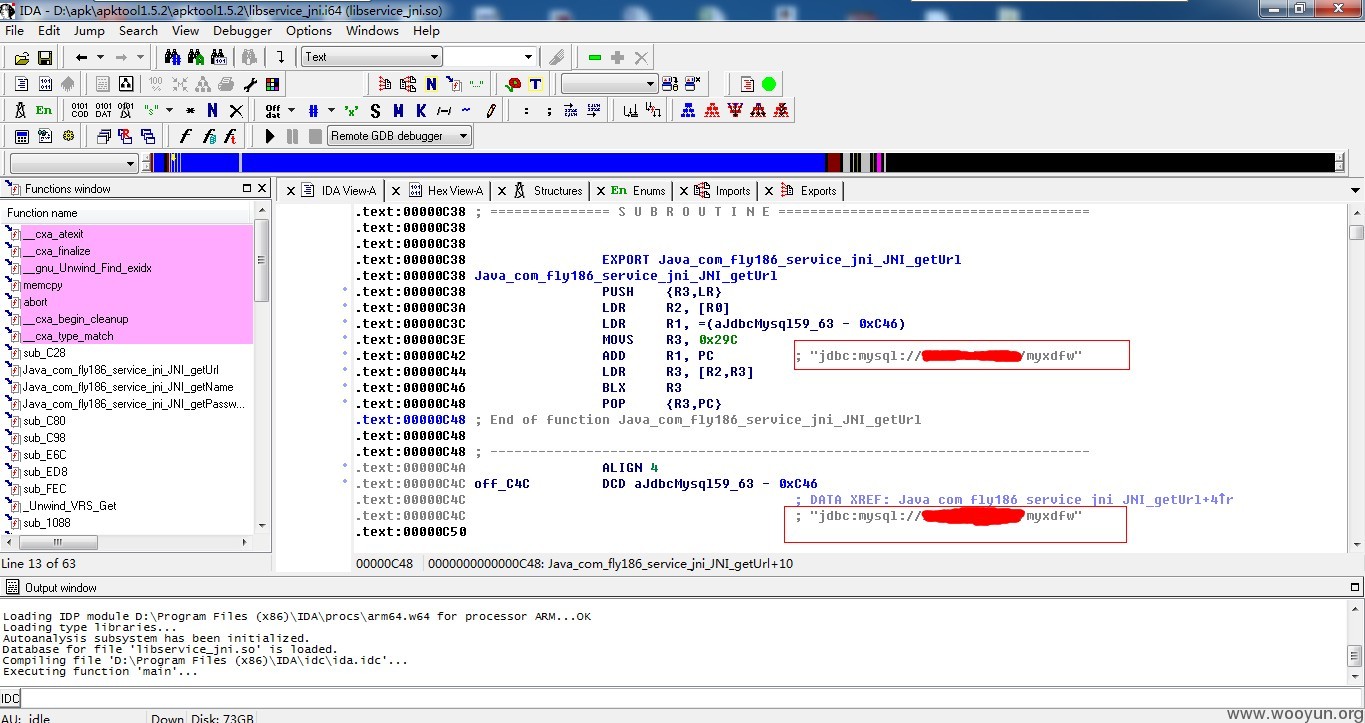 IDA - D:\apk\apktool1.5.2\apktool1.5.2\libservice_jni.i64 (libservice_jni.so)
File Edit Jump Search View Debugger Options Windows Help
Text
Remote GDB debugger
Functions window
IDA View-A Hex View-A Structures En Enums Imports Exports
Function name
__cxa_atexit
__cxa_finalize
__gnu_Unwind_Find_exidx
memcpy
abort
__cxa_begin_cleanup
__cxa_type_match
sub_C28
Java_com_fly186_service_jni_JNI_getUrl
Java_com_fly186_service_jni_JNI_getName
Java_com_fly186_service_jni_JNI_getPassw...
sub_C80
sub_C98
sub_E6C
sub_ED8
sub_FEC
_Unwind_VRS_Get
sub_1088
Line 13 of 63
.text:00000C38 ; =============== S U B R O U T I N E =======================================
.text:00000C38
.text:00000C38
.text:00000C38 EXPORT Java_com_fly186_service_jni_JNI_getUrl
.text:00000C38 Java_com_fly186_service_jni_JNI_getUrl
.text:00000C38 PUSH {R3,LR}
.text:00000C3A LDR R2, [R0]
.text:00000C3C LDR R1, =(aJdbcMysql59_63 - 0xC46)
.text:00000C3E MOVS R3, 0x29C
.text:00000C42 ADD R1, PC ; "jdbc:mysql:// /myxdfw"
.text:00000C44 LDR R3, [R2,R3]
.text:00000C46 BLX R3
.text:00000C48 POP {R3,PC}
.text:00000C48 ; End of function Java_com_fly186_service_jni_JNI_getUrl
.text:00000C48
.text:00000C48 ; ---------------------------------------------------------------------------
.text:00000C4A ALIGN 4
.text:00000C4C off_C4C DCD aJdbcMysql59_63 - 0xC46
.text:00000C4C ; DATA XREF: Java_com_fly186_service_jni_JNI_getUrl+4↑r
.text:00000C4C ; "jdbc:mysql:// myxdfw"
.text:00000C50
00000C48 0000000000000C48: Java_com_fly186_service_jni_JNI_getUrl+10
Output window
Loading IDP module D:\Program Files (x86)\IDA\procs\arm64.w64 for processor ARM...OK
Loading type libraries...
Autoanalysis subsystem has been initialized.
Database for file 'libservice_jni.so' is loaded.
Compiling file 'D:\Program Files (x86)\IDA\idc\ida.idc'...
Executing function 'main'...
IDC
AU: idle Down Disk: 73GB
www.wooyun.org